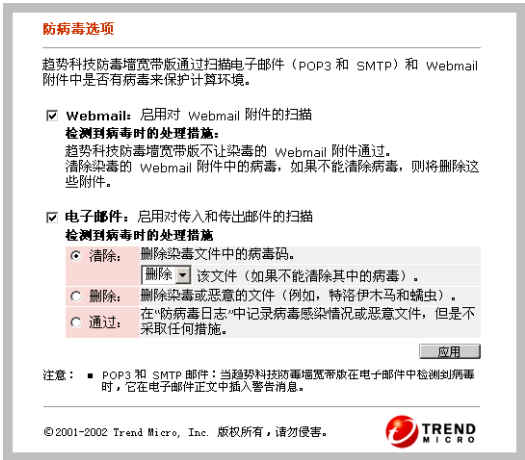 防病毒选项
趋势科技防毒墙宽带版通过扫描电子邮件（POP3 和 SMTP）和 Webmail
附件中是否有病毒来保护计算环境。
Webmail: 启用对 Webmail 附件的扫描
检测到病毒时的处理措施：
趋势科技防毒墙宽带版不让染毒的 Webmail 附件通过。
清除染毒的 Webmail 附件中的病毒，如果不能清除病毒，则将删除这
些附件。
电子邮件：启用对传入和传出邮件的扫描
检测到病毒时的处理措施
清除： 删除染毒文件中的病毒码。
删除 该文件（如果不能清除其中的病毒）。
删除： 删除染毒或恶意的文件（例如，特洛伊木马和蠕虫）。
通过： 在“防病毒日志”中记录病毒感染情况或恶意文件，但是不
采取任何措施。
应用
注意： ■ POP3 和 SMTP 邮件：当趋势科技防毒墙宽带版在电子邮件中检测到病毒
时，它在电子邮件正文中插入警告消息。
©2001-2002 Trend Micro, Inc. 版权所有，请勿侵害。
TREND
MICRO